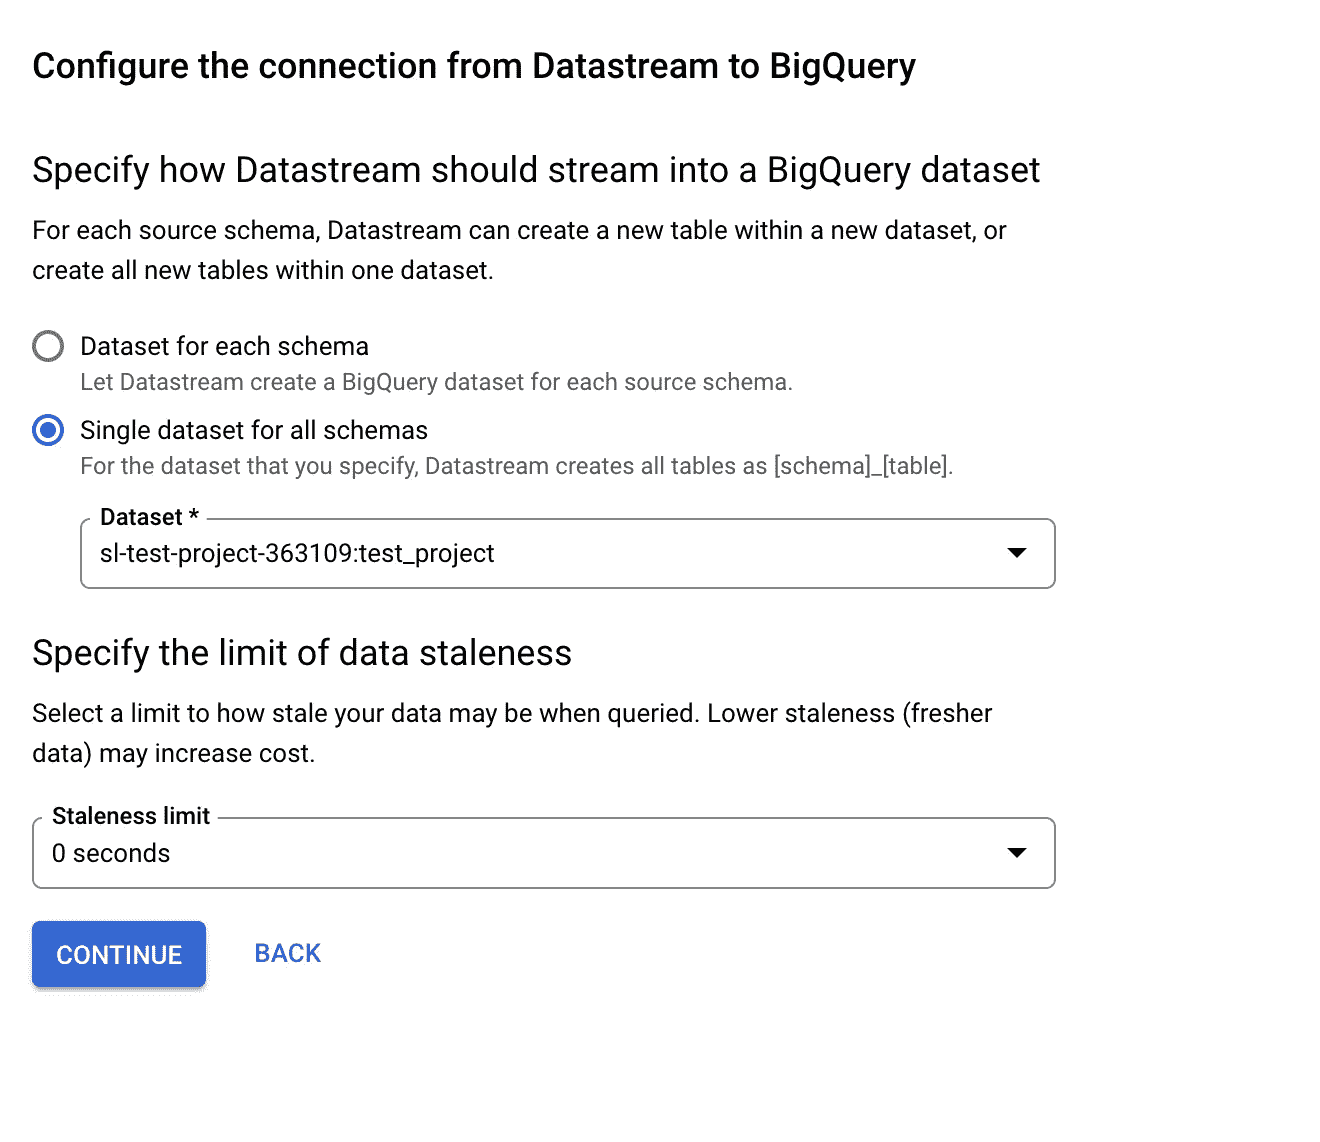 Configure the connection from Datastream to BigQuery
Specify how Datastream should stream into a BigQuery dataset
For each source schema, Datastream can create a new table within a new dataset, or
create all new tables within one dataset.
Dataset for each schema
Let Datastream create a BigQuery dataset for each source schema.
Single dataset for all schemas
For the dataset that you specify, Datastream creates all tables as [schema]_[table].
Dataset *
sl-test-project-363109:test_project
Specify the limit of data staleness
Select a limit to how stale your data may be when queried. Lower staleness (fresher
data) may increase cost.
Staleness limit
0 seconds
CONTINUE BACK